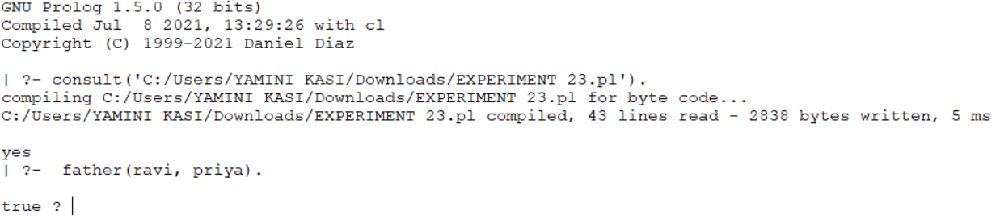 GNU Prolog 1.5.0 (32 bits)
Compiled Jul  8 2021, 13:29:26 with cl
Copyright (C) 1999-2021 Daniel Diaz
| ?- consult('C:/Users/YAMINI KASI/Downloads/EXPERIMENT 23.pl').
compiling C:/Users/YAMINI KASI/Downloads/EXPERIMENT 23.pl for byte code...
C:/Users/YAMINI KASI/Downloads/EXPERIMENT 23.pl compiled, 43 lines read - 2838 bytes written, 5 ms
yes
| ?-  father(ravi, priya).
true ?